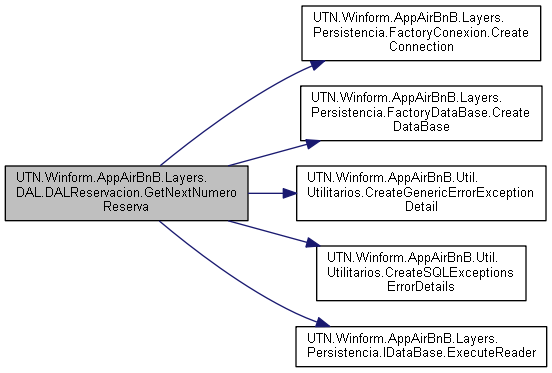 UTN.Winform.AppAirBnB.Layers.
Persistencia.FactoryConexion.Create
Connection
UTN.Winform.AppAirBnB.Layers.
Persistencia.FactoryDataBase.Create
DataBase
UTN.Winform.AppAirBnB.Layers.
DAL.DALReservacion.GetNextNumero
Reserva
UTN.Winform.AppAirBnB.Util.
Utilitarios.CreateGenericErrorException
Detail
UTN.Winform.AppAirBnB.Util.
Utilitarios.CreateSQLExceptions
ErrorDetails
UTN.Winform.AppAirBnB.Layers.
Persistencia.IDataBase.ExecuteReader